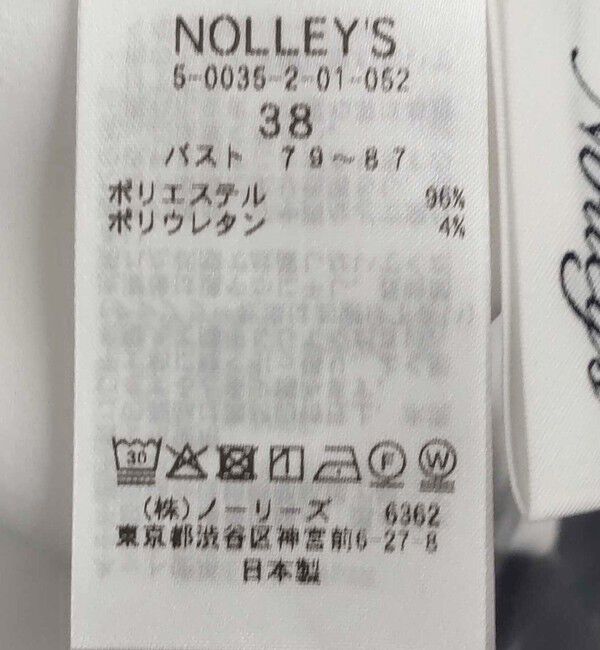 NOLLEY'S
5-0035-2-01-052
38
バスト 79～87
ポリエステル 96%
ポリウレタン 4%
30
F W
(株)ノーリーズ 6362
東京都渋谷区神宮前6-27-8
日本製
Nolley's